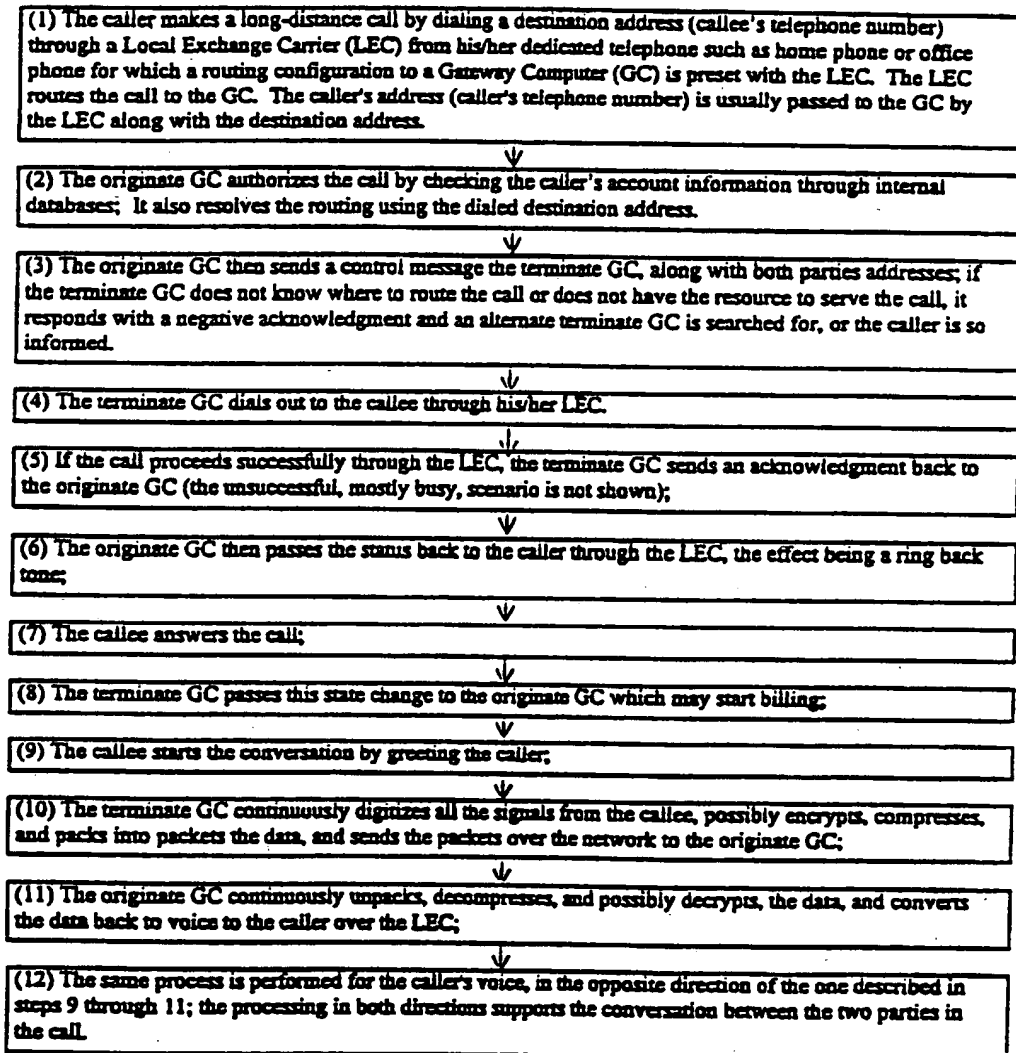 (1) The caller makes a long-distance call by dialing a destination address (callee's telephone number)
through a Local Exchange Carrier (LEC) from his/her dedicated telephone such as home phone or office
phone for which a routing configuration to a Gateway Computer (GC) is preset with the LEC. The LEC
routes the call to the GC. The caller's address (caller's telephone number) is usually passed to the GC by
the LEC along with the destination address.
(2) The originate GC authorizes the call by checking the caller's account information through internal
databases; It also resolves the routing using the dialed destination address.
(3) The originate GC then sends a control message the terminate GC, along with both parties addresses; if
the terminate GC does not know where to route the call or does not have the resource to serve the call, it
responds with a negative acknowledgment and an alternate terminate GC is searched for, or the caller is so
informed.
(4) The terminate GC dials out to the callee through his/her LEC.
(5) If the call proceeds successfully through the LEC, the terminate GC sends an acknowledgment back to
the originate GC (the unsuccessful, mostly busy, scenario is not shown);
(6) The originate GC then passes the status back to the caller through the LEC, the effect being a ring back
tone;
(7) The callee answers the call;
(8) The terminate GC passes this state change to the originate GC which may start billing;
(9) The callee starts the conversation by greeting the caller;
(10) The terminate GC continuously digitizes all the signals from the callee, possibly encrypts, compresses,
and packs into packets the data, and sends the packets over the network to the originate GC;
(11) The originate GC continuously unpacks, decompresses, and possibly decrypts, the data, and converts
the data back to voice to the caller over the LEC;
(12) The same process is performed for the caller's voice, in the opposite direction of the one described in
steps 9 through 11; the processing in both directions supports the conversation between the two parties in
the call.